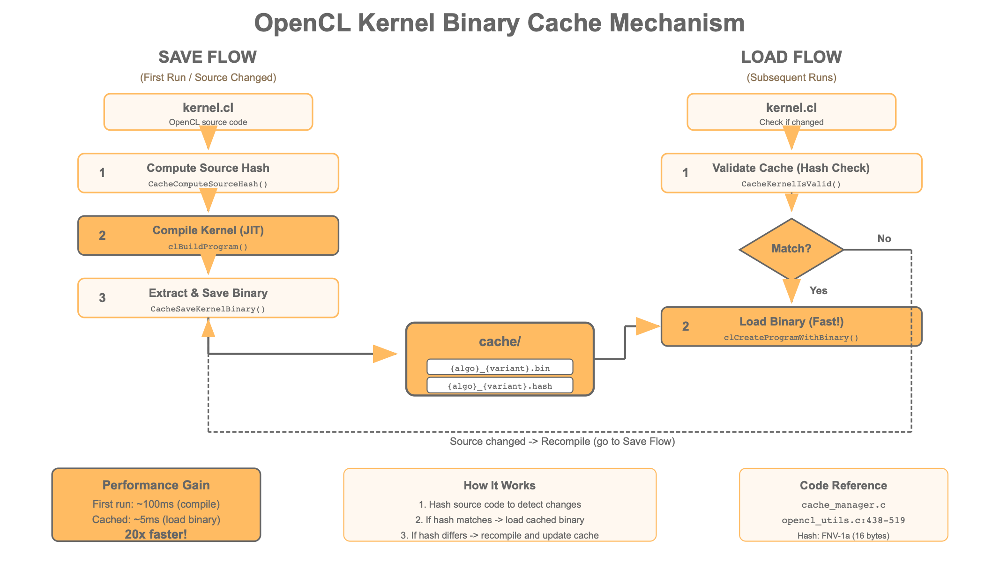 OpenCL Kernel Binary Cache Mechanism
SAVE FLOW
(First Run / Source Changed)
kernel.cl
OpenCL source code
1
Compute Source Hash
CacheComputeSourceHash()
2
Compile Kernel (JIT)
clBuildProgram()
3
Extract & Save Binary
CacheSaveKernelBinary()
LOAD FLOW
(Subsequent Runs)
kernel.cl
Check if changed
1
Validate Cache (Hash Check)
CacheKernelIsValid()
Match?
No
Yes
2
Load Binary (Fast!)
clCreateProgramWithBinary()
cache/
{algo}_{variant}.bin
{algo}_{variant}.hash
Source changed -> Recompile (go to Save Flow)
Performance Gain
First run: ~100ms (compile)
Cached: ~5ms (load binary)
20x faster!
How It Works
1. Hash source code to detect changes
2. If hash matches -> load cached binary
3. If hash differs -> recompile and update cache
Code Reference
cache_manager.c
opencl_utils.c:438-519
Hash: FNV-1a (16 bytes)